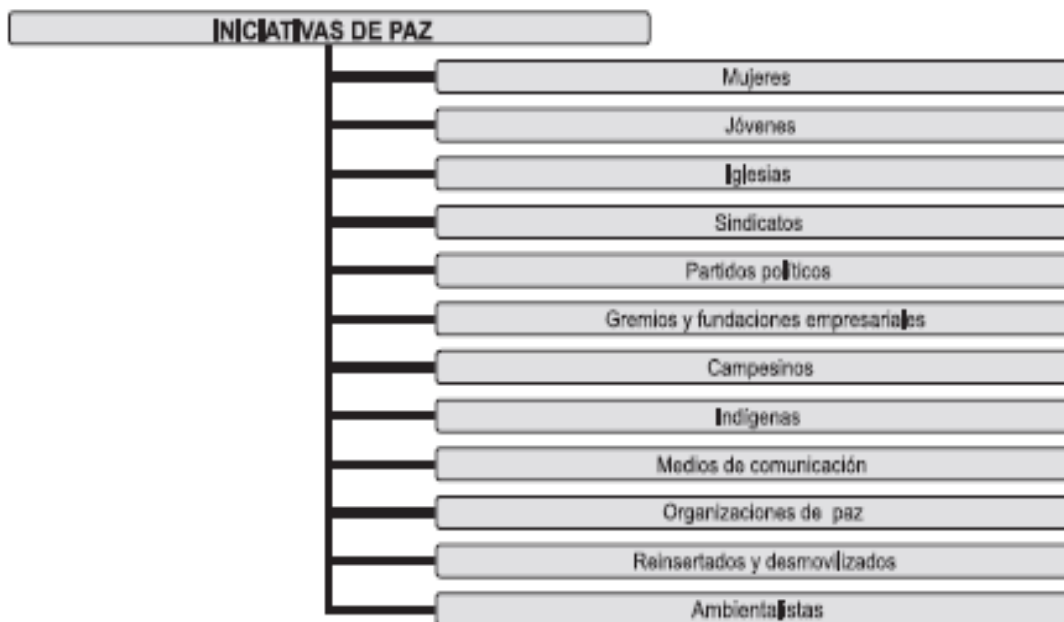 INICIATIVAS DE PAZ
Mujeres
Jóvenes
Iglesias
Sindicatos
Partidos políticos
Gremios y fundaciones empresariales
Campesinos
Indígenas
Medios de comunicación
Organizaciones de paz
Reinsertados y desmovilizados
Ambientalistas